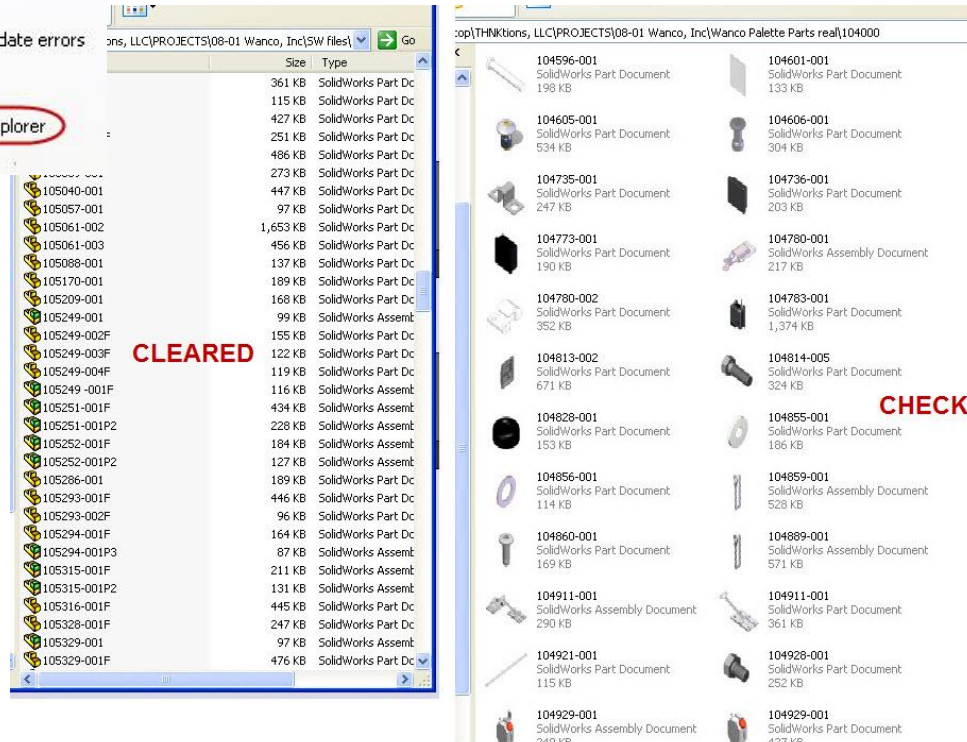 date errors
plorer
ons, LLC\PROJECTS\08-01 Wanco, Inc\SW files\ Go
Size Type
361 KB SolidWorks Part Dc
115 KB SolidWorks Part Dc
427 KB SolidWorks Part Dc
251 KB SolidWorks Part Dc
486 KB SolidWorks Part Dc
273 KB SolidWorks Part Dc
105040-001 447 KB SolidWorks Part Dc
105057-001 97 KB SolidWorks Part Dc
105061-002 1,653 KB SolidWorks Part Dc
105061-003 456 KB SolidWorks Part Dc
105088-001 137 KB SolidWorks Part Dc
105170-001 189 KB SolidWorks Part Dc
105209-001 168 KB SolidWorks Part Dc
105249-001 99 KB SolidWorks Assemb
105249-002F 155 KB SolidWorks Part Dc
105249-003F 122 KB SolidWorks Part Dc
CLEARED
105249-004F 119 KB SolidWorks Part Dc
105249 -001F 116 KB SolidWorks Assemb
105251-001F 434 KB SolidWorks Part Dc
105251-001P2 228 KB SolidWorks Assemb
105252-001F 184 KB SolidWorks Assemb
105252-001P2 127 KB SolidWorks Assemb
105286-001 189 KB SolidWorks Part Dc
105293-001F 446 KB SolidWorks Part Dc
105293-002F 96 KB SolidWorks Part Dc
105294-001F 164 KB SolidWorks Part Dc
105294-001P3 87 KB SolidWorks Assemb
105315-001F 211 KB SolidWorks Assemb
105315-001P2 131 KB SolidWorks Assemb
105316-001F 445 KB SolidWorks Part Dc
105328-001F 247 KB SolidWorks Part Dc
105329-001 97 KB SolidWorks Assemb
105329-001F 476 KB SolidWorks Part Dc
top\THNKtions, LLC\PROJECTS\08-01 Wanco, Inc\Wanco Palette Parts real\104000
104596-001
SolidWorks Part Document
198 KB
104601-001
SolidWorks Part Document
133 KB
104605-001
SolidWorks Part Document
534 KB
104606-001
SolidWorks Part Document
304 KB
104735-001
SolidWorks Part Document
247 KB
104736-001
SolidWorks Part Document
203 KB
104773-001
SolidWorks Part Document
190 KB
104780-001
SolidWorks Assembly Document
217 KB
104780-002
SolidWorks Part Document
352 KB
104783-001
SolidWorks Part Document
1,374 KB
104813-002
SolidWorks Part Document
671 KB
104814-005
SolidWorks Part Document
324 KB
CHECK
104828-001
SolidWorks Part Document
153 KB
104855-001
SolidWorks Part Document
186 KB
104856-001
SolidWorks Part Document
114 KB
104859-001
SolidWorks Assembly Document
528 KB
104860-001
SolidWorks Part Document
169 KB
104889-001
SolidWorks Assembly Document
571 KB
104911-001
SolidWorks Assembly Document
290 KB
104911-001
SolidWorks Part Document
361 KB
104921-001
SolidWorks Part Document
115 KB
104928-001
SolidWorks Part Document
252 KB
104929-001
SolidWorks Assembly Document
104929-001
SolidWorks Part Document
427 KB